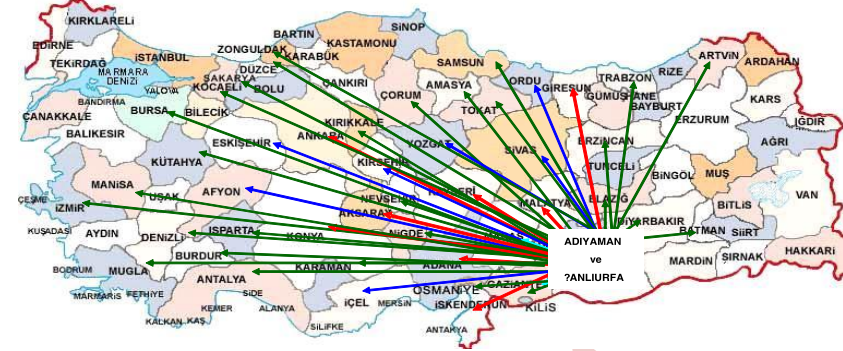 KIRKLARELİ
BARTIN
SİNOP
EDİRNE
İSTANBUL
ZONGULDAK
KARABÜK
KASTAMONU
TEKİRDAĞ
SAMSUN
ARTVİN
ARDAHAN
MARMARA
DENİZİ
DÜZCE
SAKARYA
KOCAELİ
BOLU
ÇANKIRI
AMASYA
ORDU
GİRESUN
TRABZON
RİZE
YALOVA
BANDIRMA
ÇORUM
TOKAT
GÜMÜŞHANE
BAYBURT
KARS
ÇANAKKALE
BURSA
BİLECİK
KIRIKKALE
ERZURUM
IĞDIR
BALIKESİR
ESKİŞEHİR
ANKARA
YOZGAT
SİVAS
ERZİNCAN
AĞRI
KÜTAHYA
KIRŞEHİR
TUNCELİ
BİNGÖL
MUŞ
MANİSA
UŞAK
AFYON
NEVŞEHİR
KAYSERİ
MALATYA
ELAZIĞ
VAN
ÇEŞME
İZMİR
AKSARAY
BİTLİS
KUŞADASI
AYDIN
DENİZLİ
ISPARTA
KONYA
NİĞDE
DİYARBAKIR
BATMAN
SİİRT
ADIYAMAN
ve
?ANLIURFA
BURDUR
HAKKARİ
BODRUM
MUGLA
ANTALYA
KARAMAN
ADANA
MARDİN
ŞIRNAK
MARMARİS
FETHİYE
SİDE
İÇEL
MERSİN
OSMANİYE
GAZİANTE
KEMER
ALANYA
İSKENDERUN
KİLİS
KALKAN
KAŞ
SİLİFKE
ANTAKYA